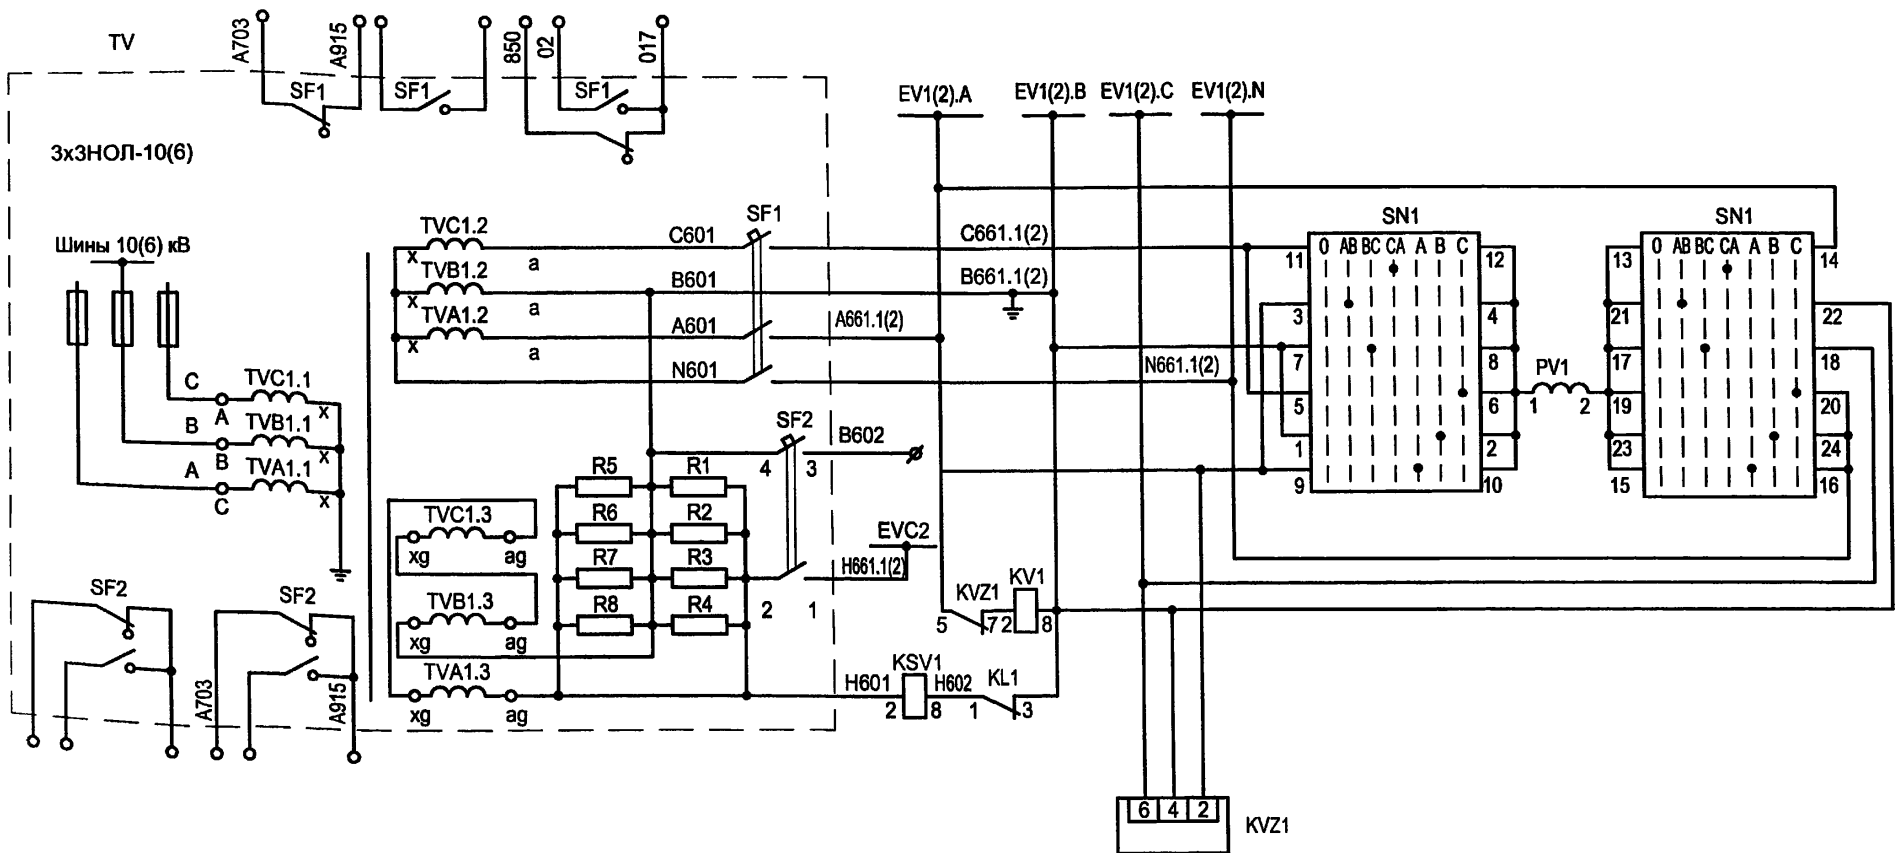 TV
A703
A915
850
02
017
SF1
SF1
SF1
3х3НОЛ-10(6)
EV1(2).A
EV1(2).B
EV1(2).C
EV1(2).N
Шины 10(6) кВ
TVC1.2
x
a
C601
SF1
C661.1(2)
TVB1.2
x
a
B601
B661.1(2)
TVA1.2
x
a
A601
A661.1(2)
N601
N661.1(2)
SN1
0 AB BC CA A B C
11
3
7
5
1
9
12
4
8
6
2
10
PV1
1
2
SN1
0 AB BC CA A B C
13
21
17
19
23
15
14
22
18
20
24
16
C
A
TVC1.1
x
B
B
TVB1.1
x
A
C
TVA1.1
x
SF2
4
3
B602
R5
R1
R6
R2
R7
R3
R8
R4
2
1
EVC2
H661.1(2)
TVC1.3
xg
ag
TVB1.3
xg
ag
TVA1.3
xg
ag
KVZ1
5
7
KV1
2
8
H601
KSV1
2
8
H602
KL1
1
3
SF2
SF2
A703
A915
6 4 2
KVZ1